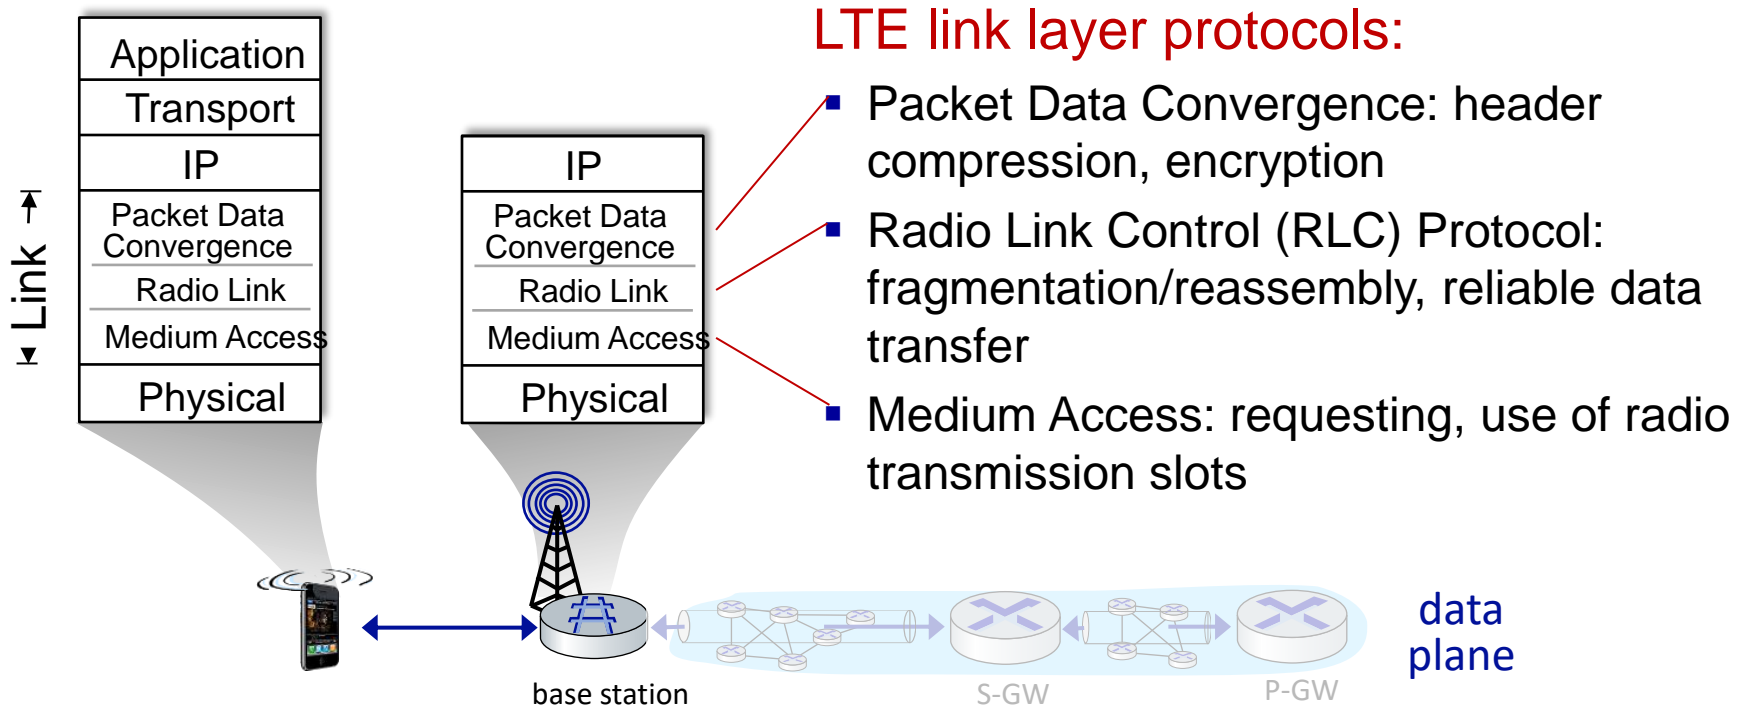 LTE link layer protocols:
Packet Data Convergence: header
compression, encryption
Radio Link Control (RLC) Protocol:
fragmentation/reassembly, reliable data
transfer
Medium Access: requesting, use of radio
transmission slots
Application
Transport
IP
Packet Data
Convergence
Radio Link
Medium Access
Physical
Link
IP
Packet Data
Convergence
Radio Link
Medium Access
Physical
base station
S-GW
P-GW
data
plane